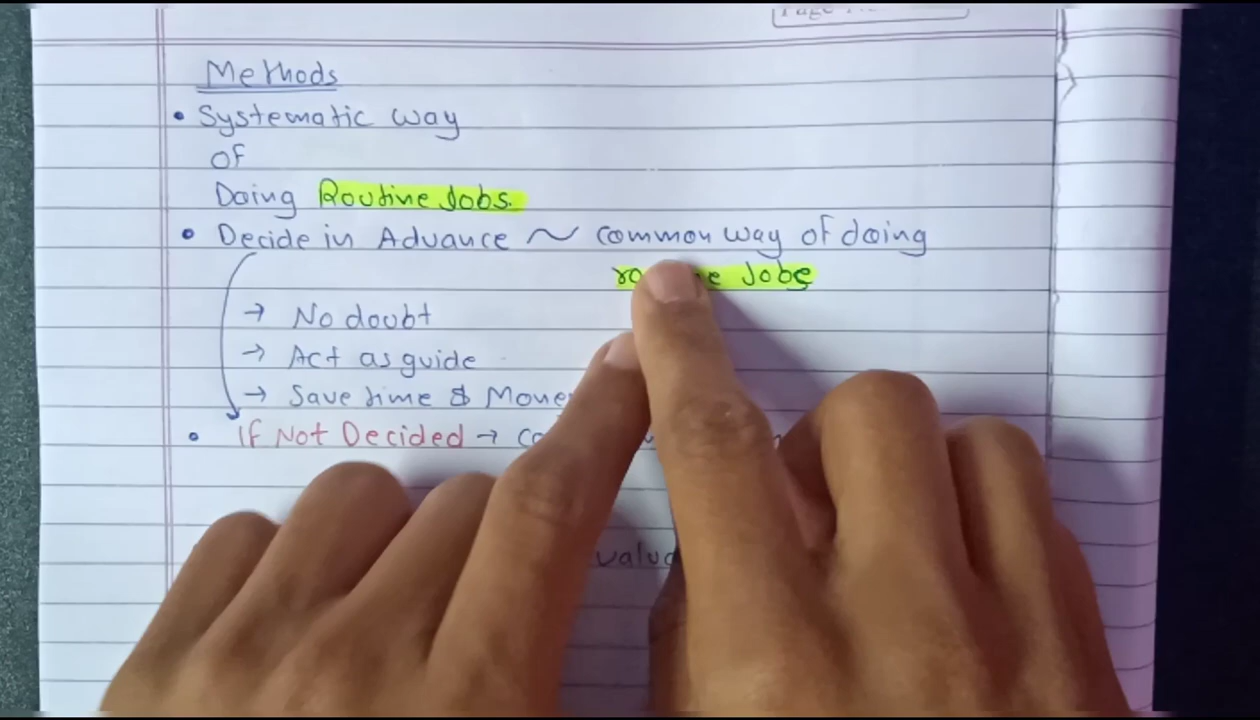 Methods
• Systematic way
of
Doing Routine Jobs.
• Decide in Advance ~ common way of doing
Jobs
→ No doubt
→ Act as guide
→ Save time & Money
• If Not Decided →